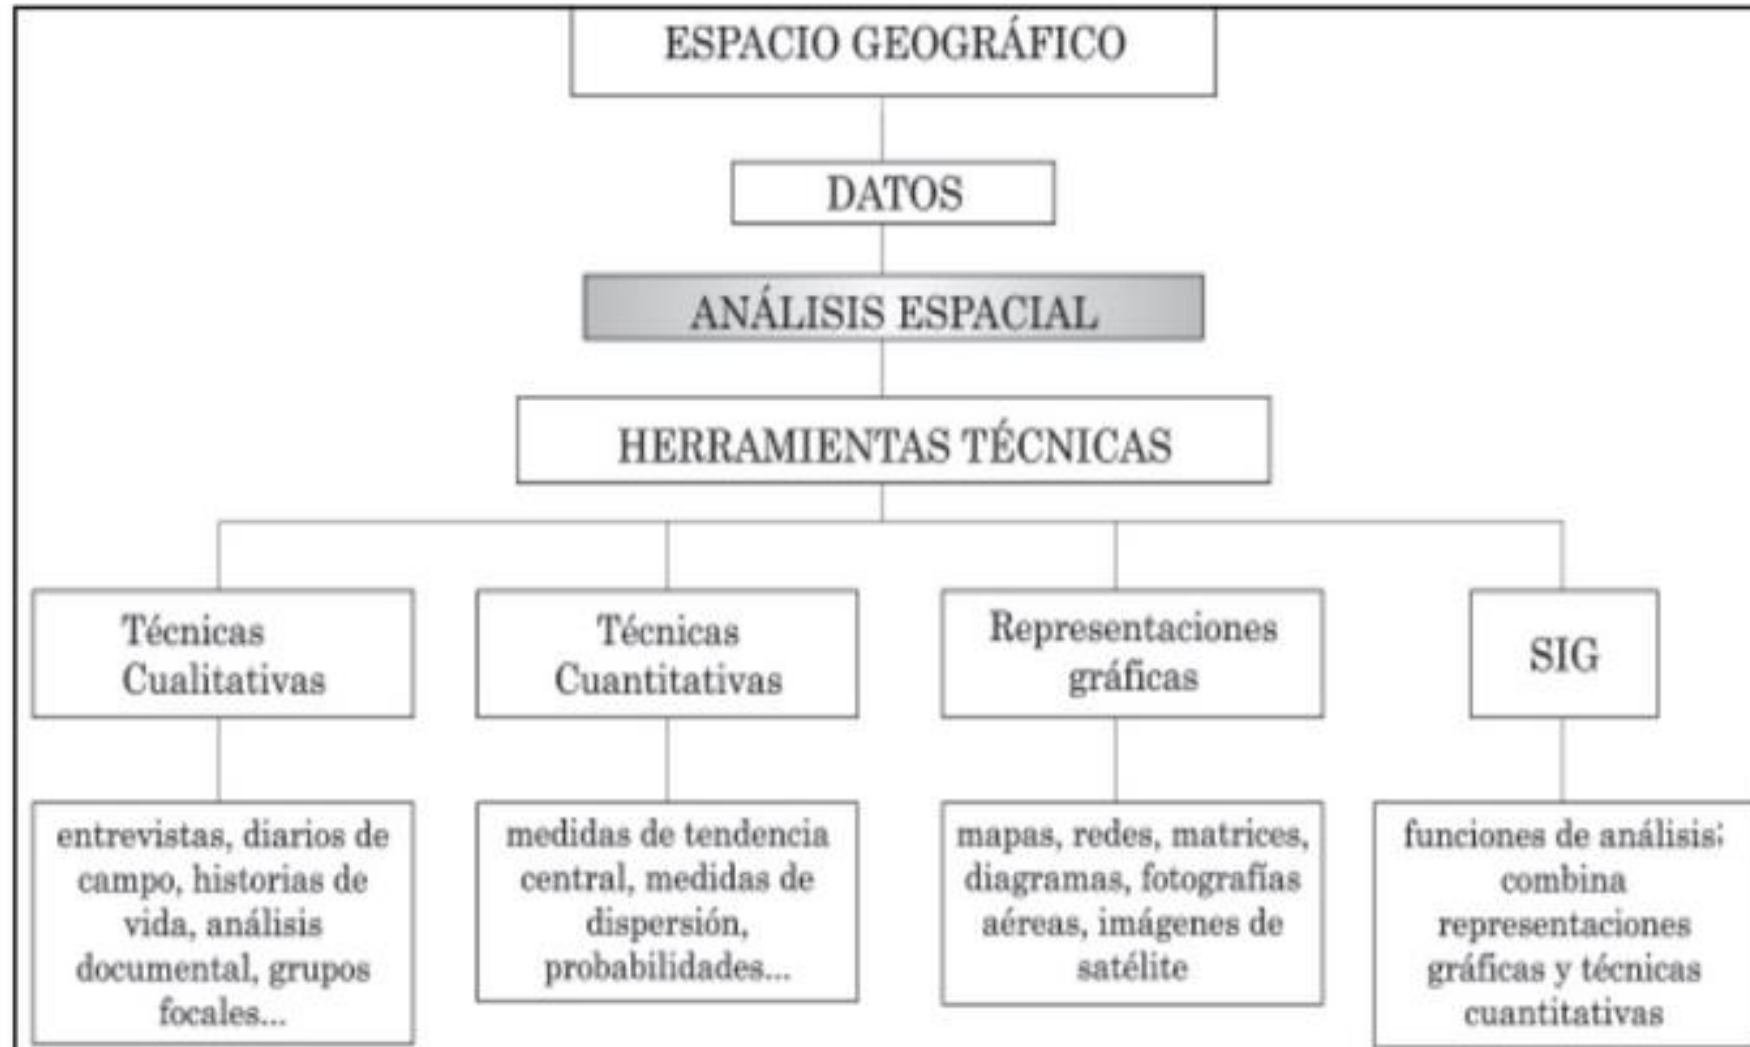 ESPACIO GEOGRÁFICO
DATOS
ANÁLISIS ESPACIAL
HERRAMIENTAS TÉCNICAS
Técnicas
Cualitativas
Técnicas
Cuantitativas
Representaciones
gráficas
SIG
entrevistas, diarios de
campo, historias de
vida, análisis
documental, grupos
focales...
medidas de tendencia
central, medidas de
dispersión,
probabilidades...
mapas, redes, matrices,
diagramas, fotografías
aéreas, imágenes de
satélite
funciones de análisis;
combina
representaciones
gráficas y técnicas
cuantitativas